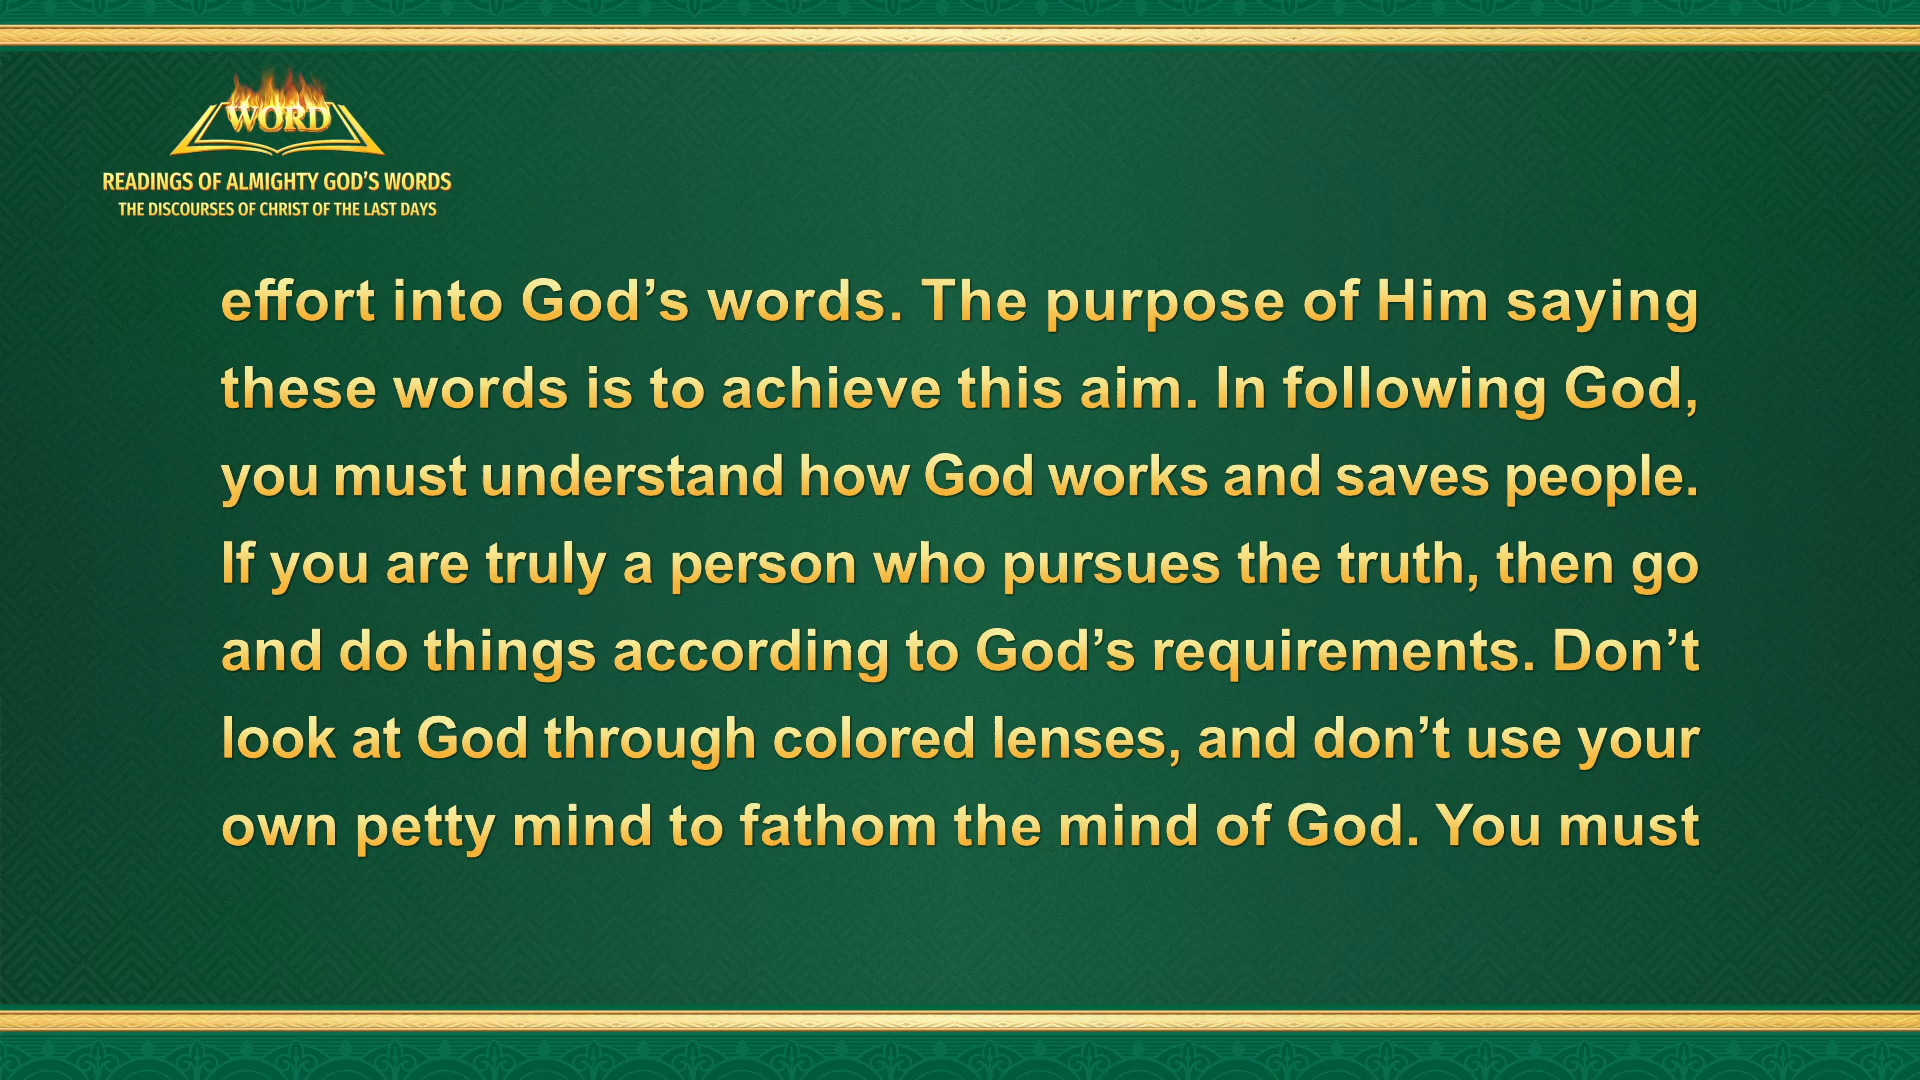 WORD
READINGS OF ALMIGHTY GOD’S WORDS
THE DISCOURSES OF CHRIST OF THE LAST DAYS
effort into God’s words. The purpose of Him saying
these words is to achieve this aim. In following God,
you must understand how God works and saves people.
If you are truly a person who pursues the truth, then go
and do things according to God’s requirements. Don’t
look at God through colored lenses, and don’t use your
own petty mind to fathom the mind of God. You must